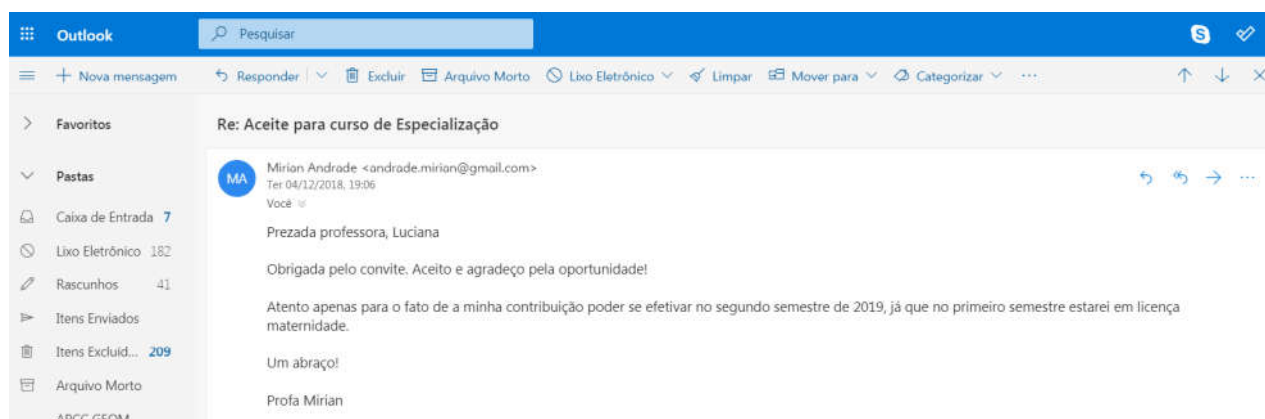 Outlook
Pesquisar
Nova mensagem
Responder
Excluir
Arquivo Morto
Lixo Eletrônico
Limpar
Mover para
Categorizar
Favoritos
Re: Aceite para curso de Especialização
Pastas
MA
Mirian Andrade <andrade.mirian@gmail.com>
Ter 04/12/2018, 19:06
Você
Caixa de Entrada 7
Lixo Eletrônico 182
Rascunhos 41
Itens Enviados
Itens Excluíd... 209
Arquivo Morto
Prezada professora, Luciana
Obrigada pelo convite. Aceito e agradeço pela oportunidade!
Atento apenas para o fato de a minha contribuição poder se efetivar no segundo semestre de 2019, já que no primeiro semestre estarei em licença
maternidade.
Um abraço!
Profa Mirian